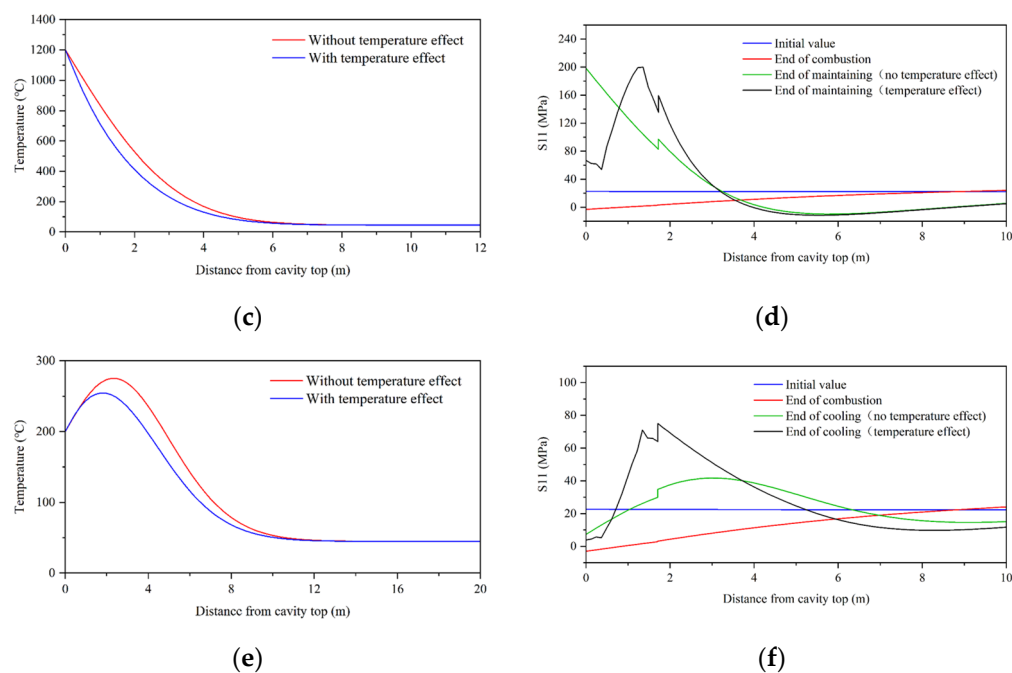 1400
1200
1000
800
600
400
200
0
Temperature (℃)
Without temperature effect
With temperature effect
0 2 4 6 8 10 12
Distance from cavity top (m)
(c)
240
200
160
120
80
40
0
S11 (MPa)
Initial value
End of combustion
End of maintaining（no temperature effect)
End of maintaining（temperature effect)
0 2 4 6 8 10
Distance from cavity top (m)
(d)
300
200
100
0
Temperature (℃)
Without temperature effect
With temperature effect
0 4 8 12 16 20
Distance from cavity top (m)
(e)
100
80
60
40
20
0
S11 (MPa)
Initial value
End of combustion
End of cooling（no temperature effect)
End of cooling（temperature effect)
0 2 4 6 8 10
Distance from cavity top (m)
(f)